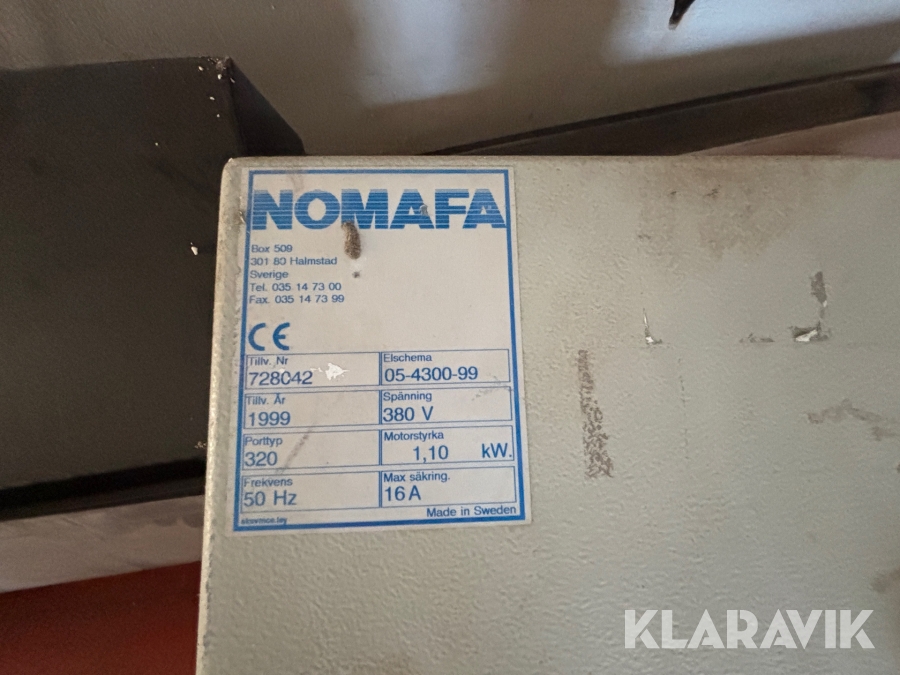 NOMAFA
Box 509
301 80 Halmstad
Sverige
Tel. 035 14 73 00
Fax. 035 14 73 99
CE
Tillv. Nr
728042
Elschema
05-4300-99
Tillv. År
1999
Spänning
380 V
Porttyp
320
Motorstyrka
1,10 kW.
Frekvens
50 Hz
Max säkring.
16 A
Made in Sweden
KLARAVIK